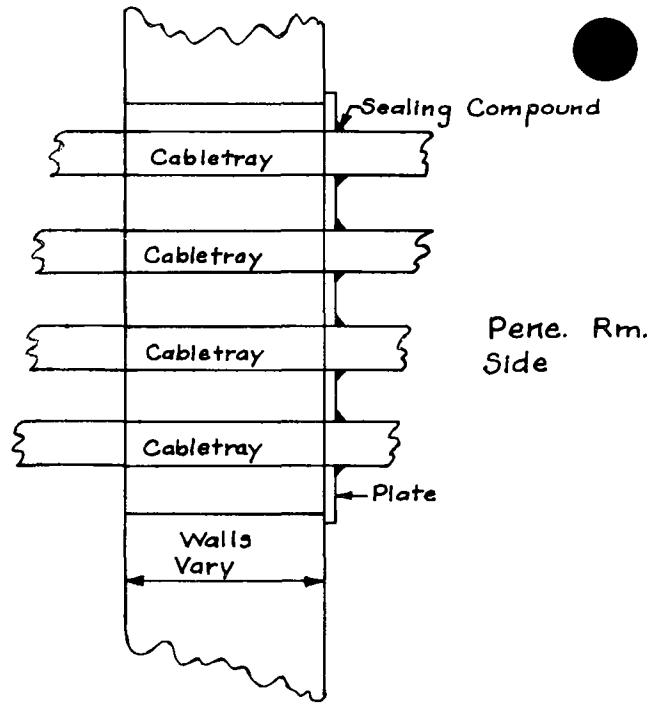 Sealing Compound
Cabletray
Cabletray
Cabletray
Pene. Rm.
Side
Cabletray
Plate
Walls
Vary